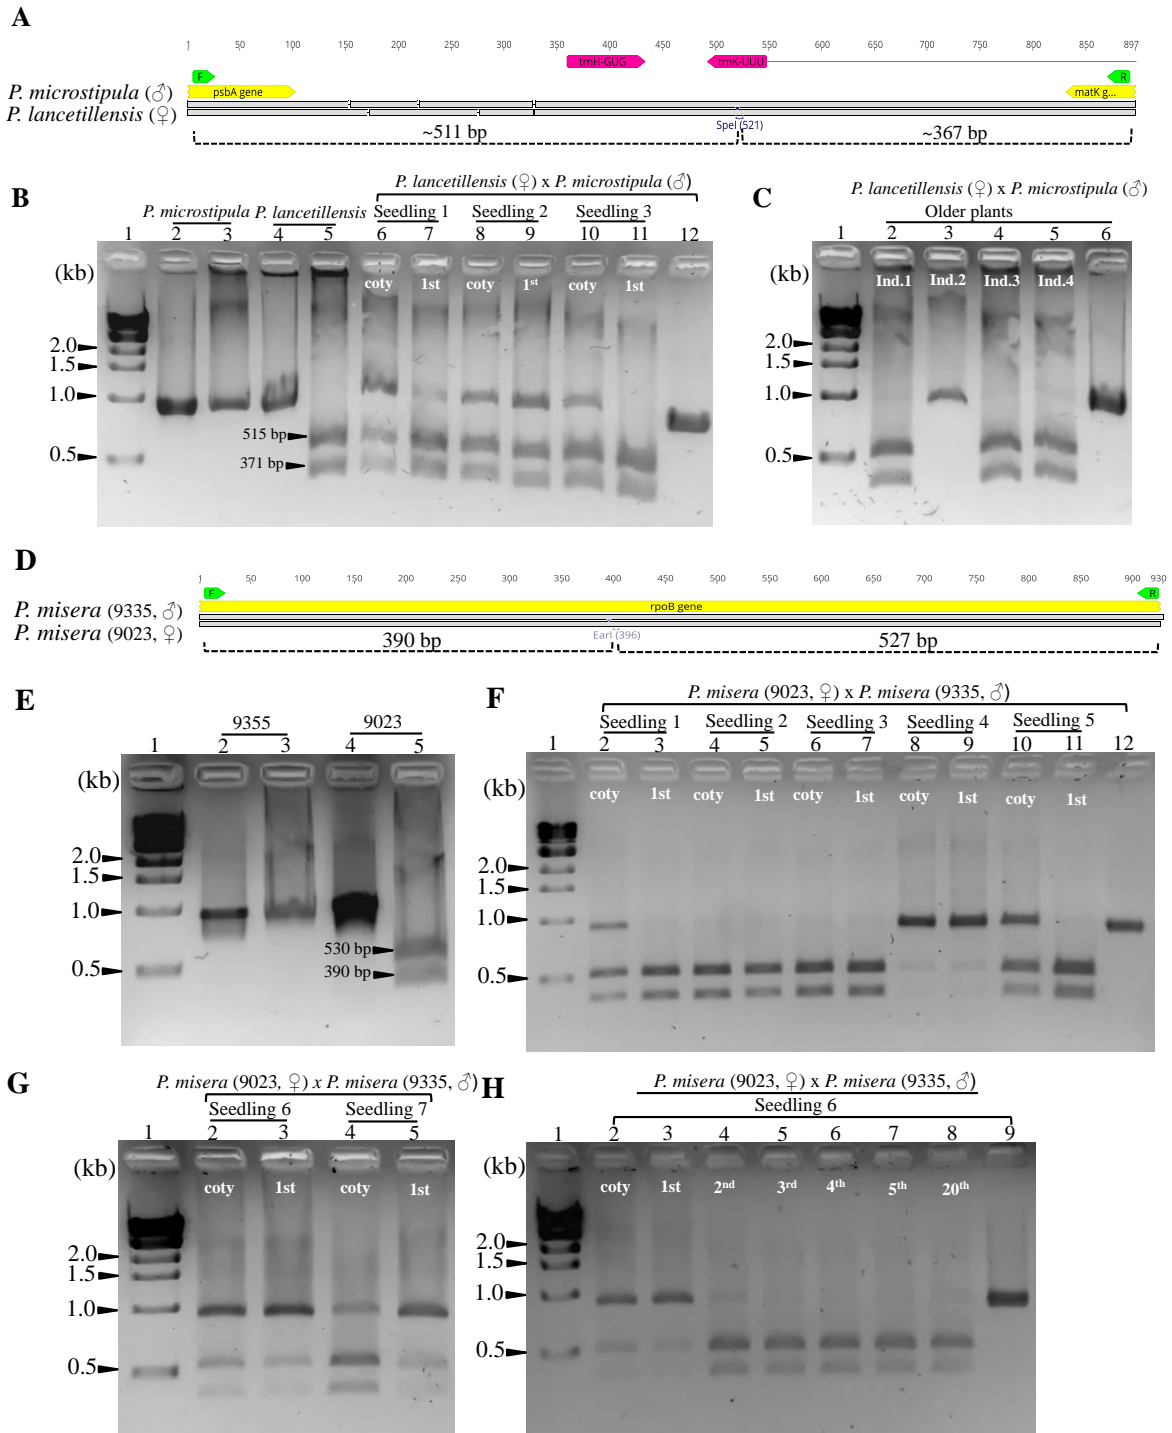 A
1 50 100 150 200 250 300 350 400 450 500 550 600 650 700 750 800 850 897
trnH-GUG trnK-UUU
F R
psbA gene matK g...
P. microstipula (♂)
P. lancetillensis (♀)
SpeI (521)
~511 bp ~367 bp
B
P. lancetillensis (♀) x P. microstipula (♂)
P. microstipula P. lancetillensis Seedling 1 Seedling 2 Seedling 3
1 2 3 4 5 6 7 8 9 10 11 12
(kb)
coty 1st coty 1st coty 1st
2.0
1.5
1.0
515 bp
0.5
371 bp
C
P. lancetillensis (♀) x P. microstipula (♂)
Older plants
1 2 3 4 5 6
(kb)
Ind.1 Ind.2 Ind.3 Ind.4
2.0
1.5
1.0
0.5
D
1 50 100 150 200 250 300 350 400 450 500 550 600 650 700 750 800 850 900 930
F R
rpoB gene
P. misera (9335, ♂)
P. misera (9023, ♀)
EarI (396)
390 bp 527 bp
E
9355 9023
1 2 3 4 5
(kb)
2.0
1.5
1.0
530 bp
0.5
390 bp
F
P. misera (9023, ♀) x P. misera (9335, ♂)
Seedling 1 Seedling 2 Seedling 3 Seedling 4 Seedling 5
1 2 3 4 5 6 7 8 9 10 11 12
(kb)
coty 1st coty 1st coty 1st coty 1st coty 1st
2.0
1.5
1.0
0.5
G
P. misera (9023, ♀) x P. misera (9335, ♂)
Seedling 6 Seedling 7
1 2 3 4 5
(kb)
coty 1st coty 1st
2.0
1.5
1.0
0.5
H
P. misera (9023, ♀) x P. misera (9335, ♂)
Seedling 6
1 2 3 4 5 6 7 8 9
(kb)
coty 1st 2nd 3rd 4th 5th 20th
2.0
1.5
1.0
0.5